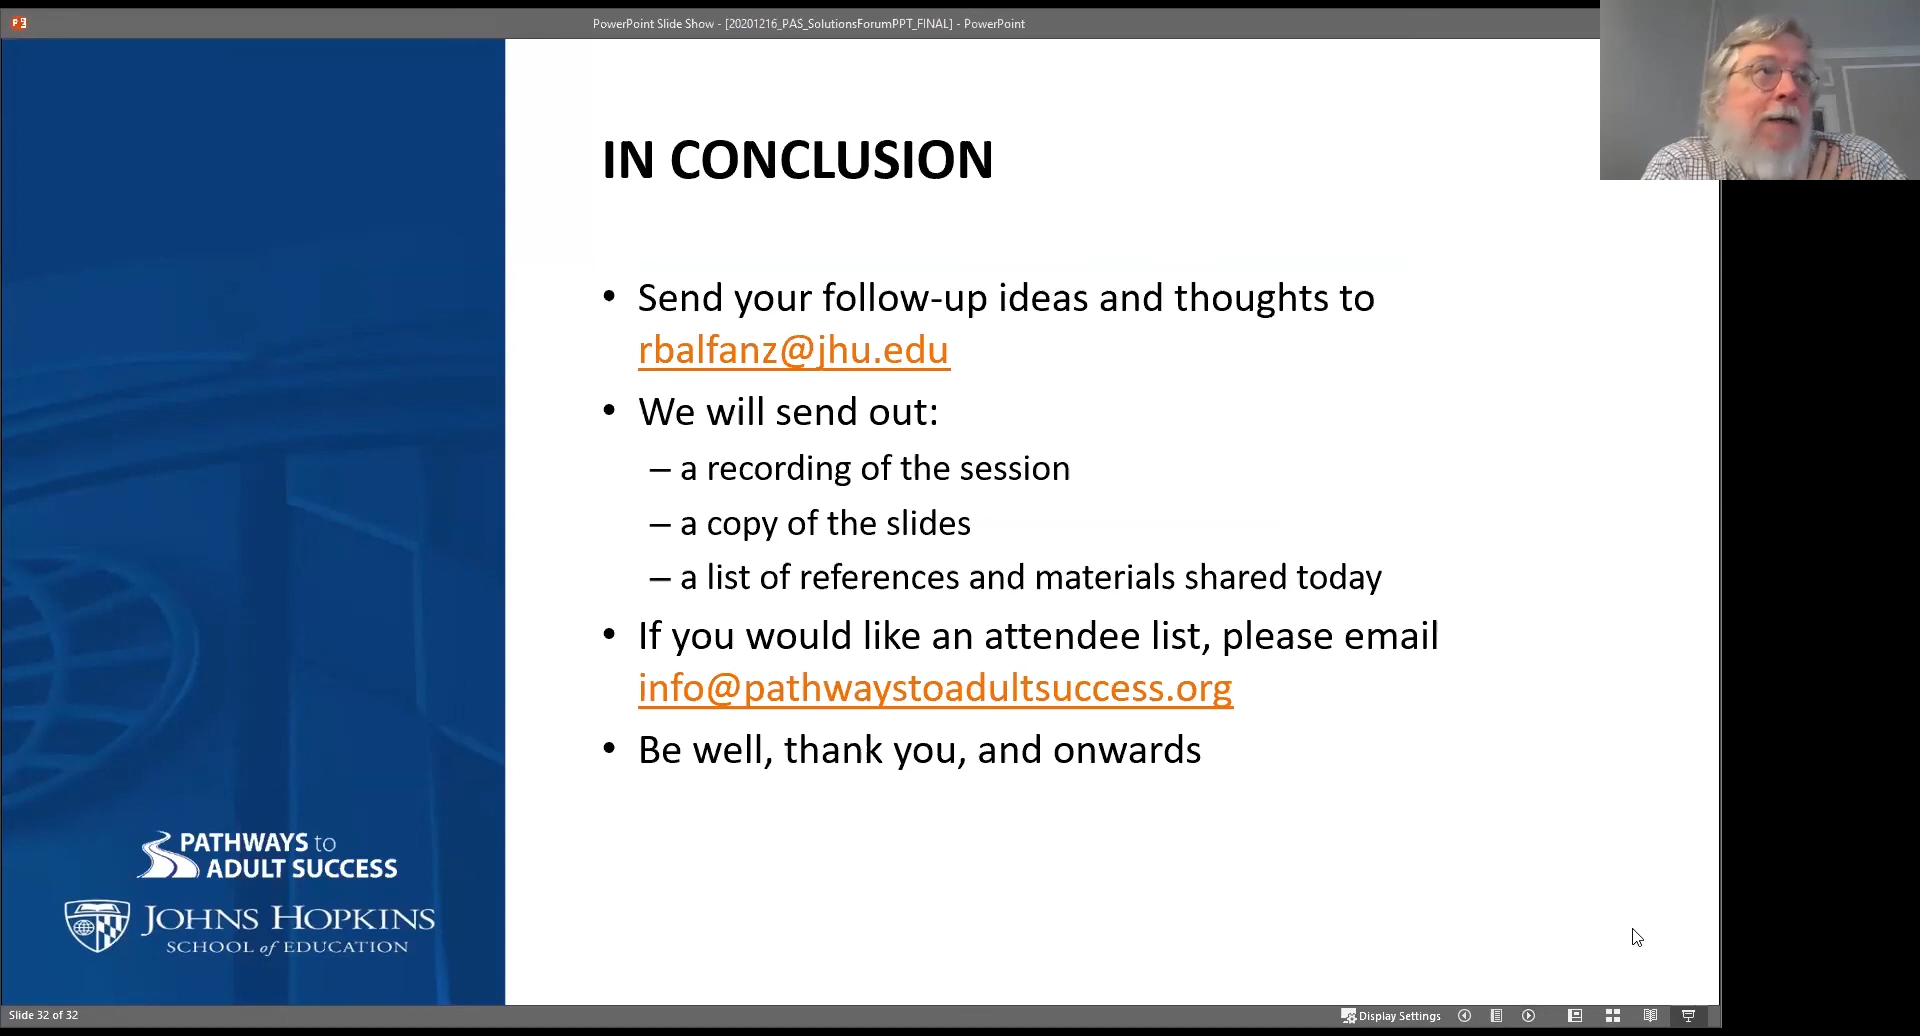 PowerPoint Slide Show - [20201216_PAS_SolutionsForumPPT_FINAL] - PowerPoint
IN CONCLUSION
• Send your follow-up ideas and thoughts to
rbalfanz@jhu.edu
• We will send out:
– a recording of the session
– a copy of the slides
– a list of references and materials shared today
• If you would like an attendee list, please email
info@pathwaystoadultsuccess.org
• Be well, thank you, and onwards
PATHWAYS to
ADULT SUCCESS
JOHNS HOPKINS
SCHOOL of EDUCATION
Slide 32 of 32
Display Settings